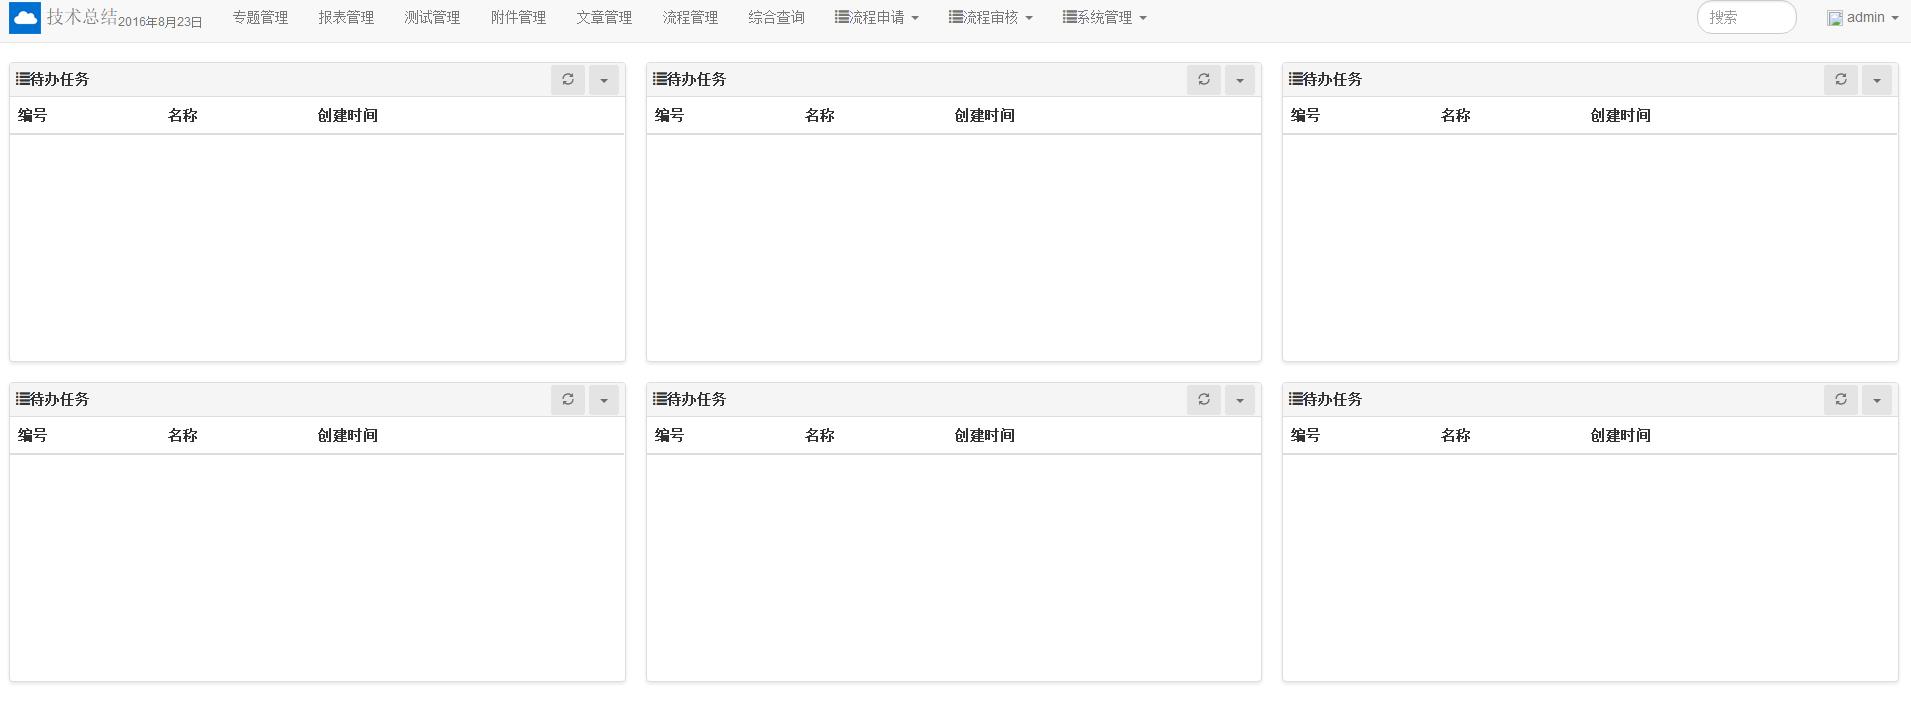 技术总结2016年8月23日 专题管理 报表管理 测试管理 附件管理 文章管理 流程管理 综合查询 流程申请 流程审核 系统管理 搜索 admin
待办任务 待办任务 待办任务
编号 名称 创建时间 编号 名称 创建时间 编号 名称 创建时间
待办任务 待办任务 待办任务
编号 名称 创建时间 编号 名称 创建时间 编号 名称 创建时间